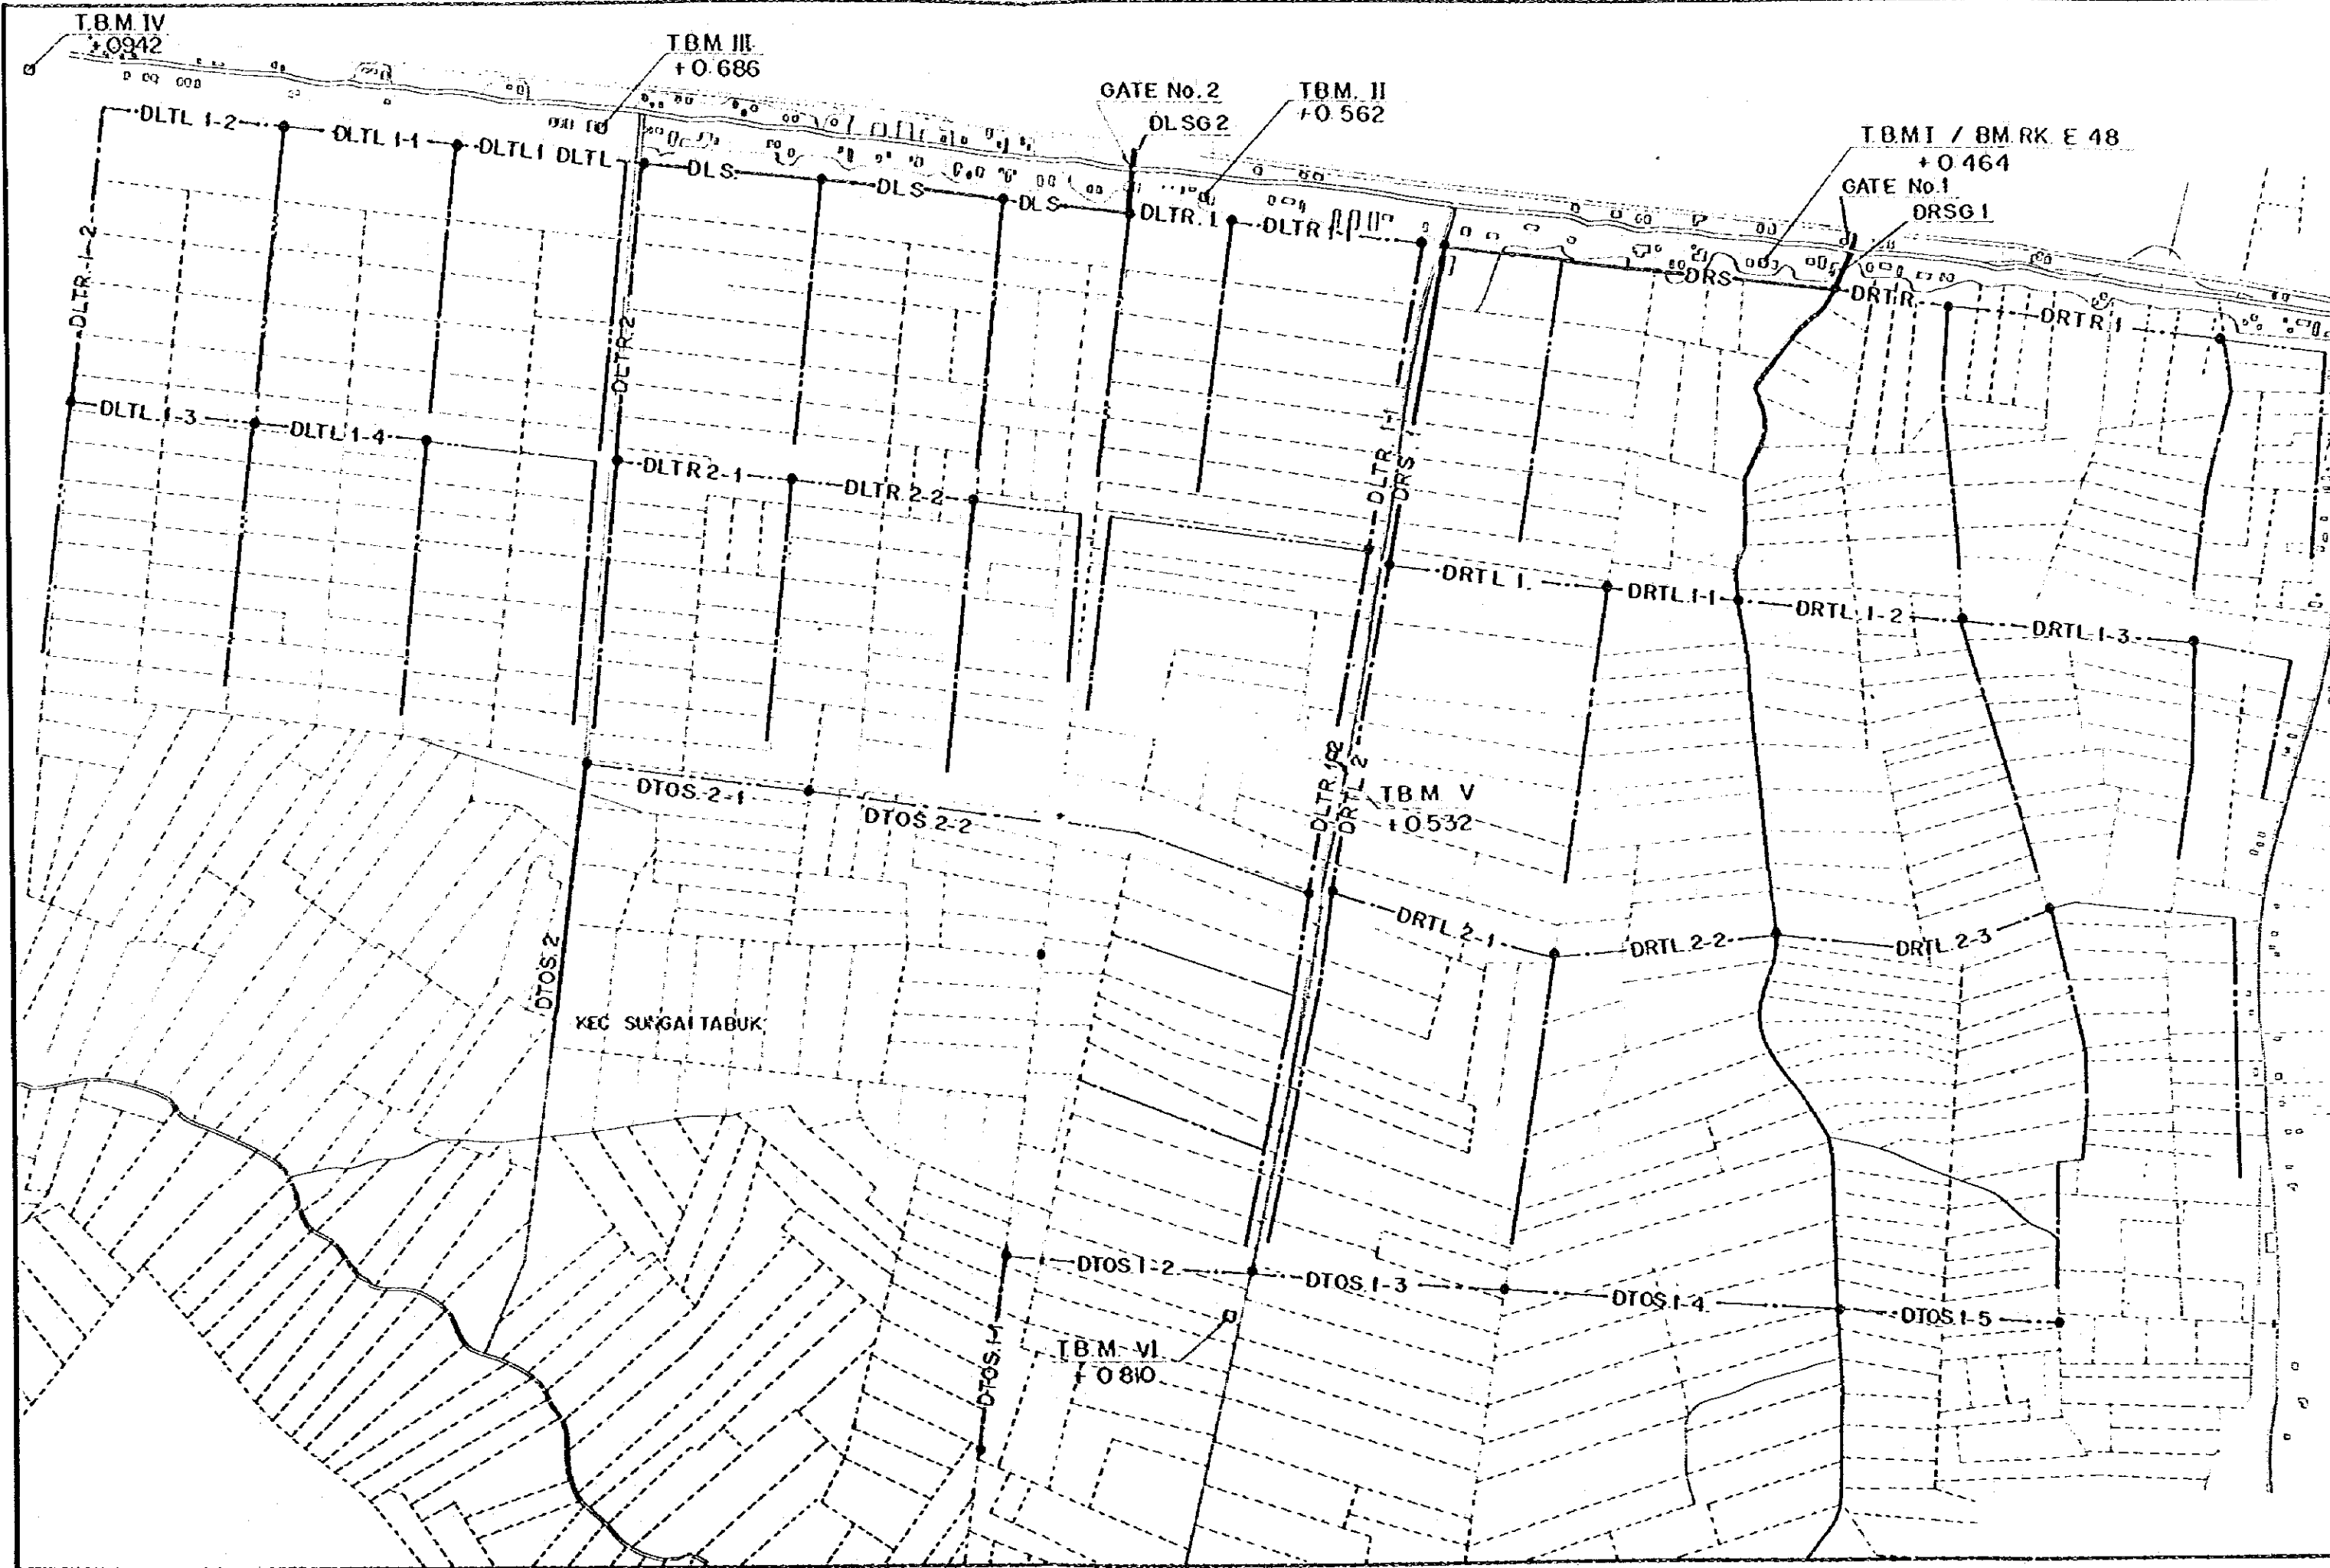 T.B.M. IV
+0942
T.B.M. III
+0.686
GATE No. 2
DLSG 2
T.B.M. II
+0.562
T.B.M I / BM. RK. E 48
+0.464
GATE No.1
DRSG 1
DLTL 1-2
DLTL 1-1
DLTL 1
DLTL
DLS.
DLS
DLS
DLTR. 1
DLTR 1-1
DRS
DRTR.
DRTR 1
DLTR. 1-2
DLTR.2
DLTR 1-1
DRS 1
DLTL 1-3
DLTL 1-4
DLTR 2-1
DLTR 2-2
DRTL 1.
DRTL 1-1
DRTL 1-2
DRTL 1-3
DTOS. 2-1
DTOS 2-2
DRTL 2
T.B.M V
+0.532
DRTL 2-1
DRTL 2-2
DRTL 2-3
DTOS. 2
KEC SUNGAI TABUK
DTOS.1-2
DTOS 1-3
DTOS 1-4
DTOS 1-5
DTOS.1-1
T.B.M VI
+ 0 810